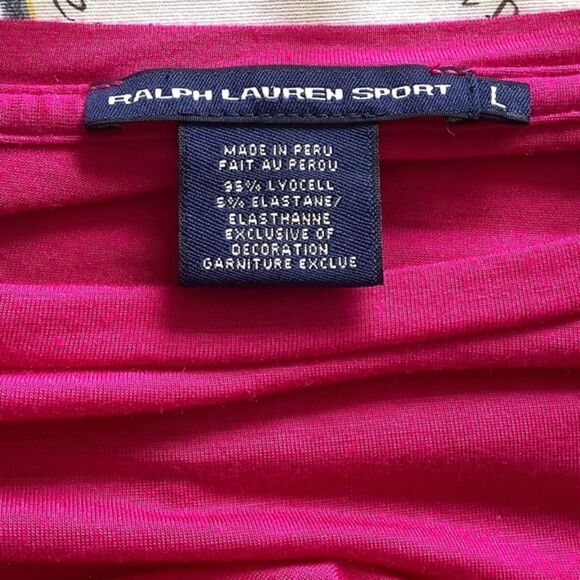 RALPH LAUREN SPORT
L
MADE IN PERU
FAIT AU PEROU
95% LYOCELL
5% ELASTANE/
ELASTHANNE
EXCLUSIVE OF
DECORATION
GARNITURE EXCLUE